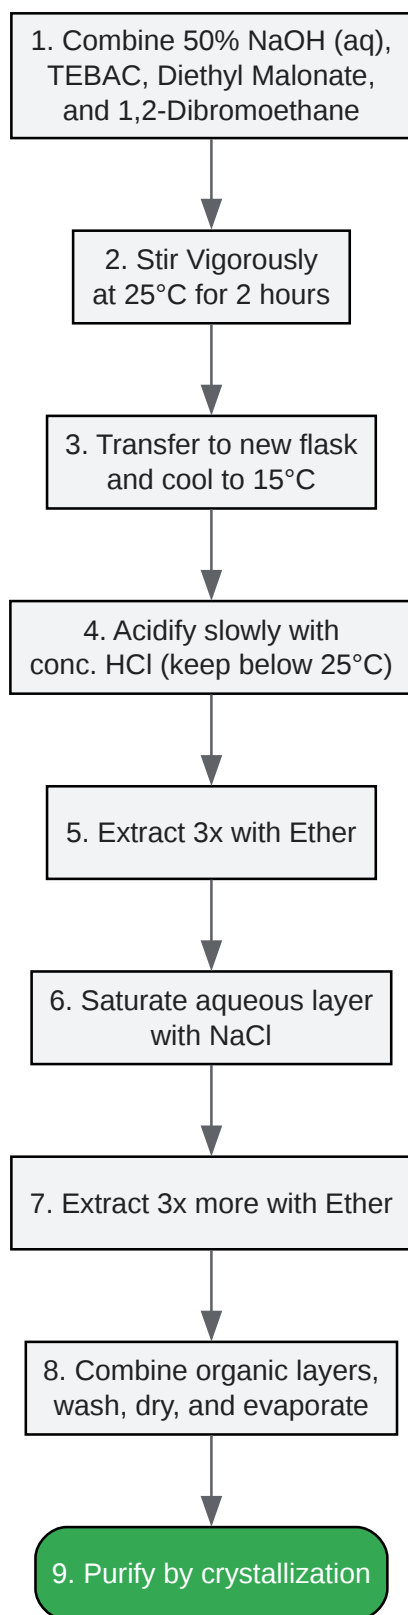 1. Combine 50% NaOH (aq),
TEBAC, Diethyl Malonate,
and 1,2-Dibromoethane
2. Stir Vigorously
at 25°C for 2 hours
3. Transfer to new flask
and cool to 15°C
4. Acidify slowly with
conc. HCl (keep below 25°C)
5. Extract 3x with Ether
6. Saturate aqueous layer
with NaCl
7. Extract 3x more with Ether
8. Combine organic layers,
wash, dry, and evaporate
9. Purify by crystallization